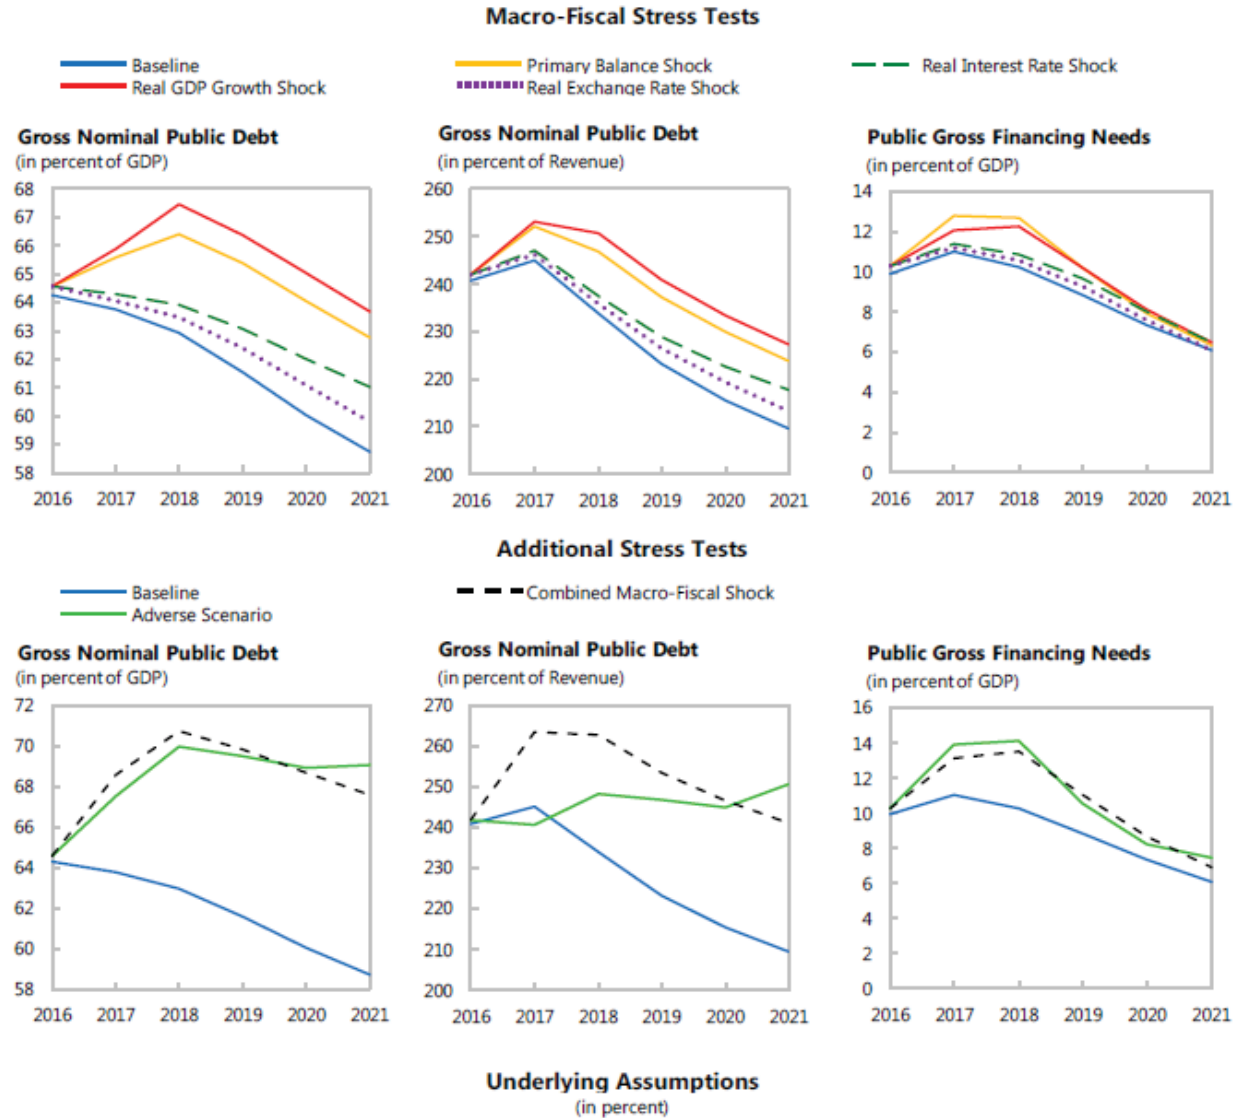 Macro-Fiscal Stress Tests
Baseline
Primary Balance Shock
Real Interest Rate Shock
Real GDP Growth Shock
Real Exchange Rate Shock
Gross Nominal Public Debt
(in percent of GDP)
68
67
66
65
64
63
62
61
60
59
58
2016 2017 2018 2019 2020 2021
Gross Nominal Public Debt
(in percent of Revenue)
260
250
240
230
220
210
200
2016 2017 2018 2019 2020 2021
Public Gross Financing Needs
(in percent of GDP)
14
12
10
8
6
4
2
0
2016 2017 2018 2019 2020 2021
Additional Stress Tests
Baseline
Combined Macro-Fiscal Shock
Adverse Scenario
Gross Nominal Public Debt
(in percent of GDP)
72
70
68
66
64
62
60
58
2016 2017 2018 2019 2020 2021
Gross Nominal Public Debt
(in percent of Revenue)
270
260
250
240
230
220
210
200
2016 2017 2018 2019 2020 2021
Public Gross Financing Needs
(in percent of GDP)
16
14
12
10
8
6
4
2
0
2016 2017 2018 2019 2020 2021
Underlying Assumptions
(in percent)